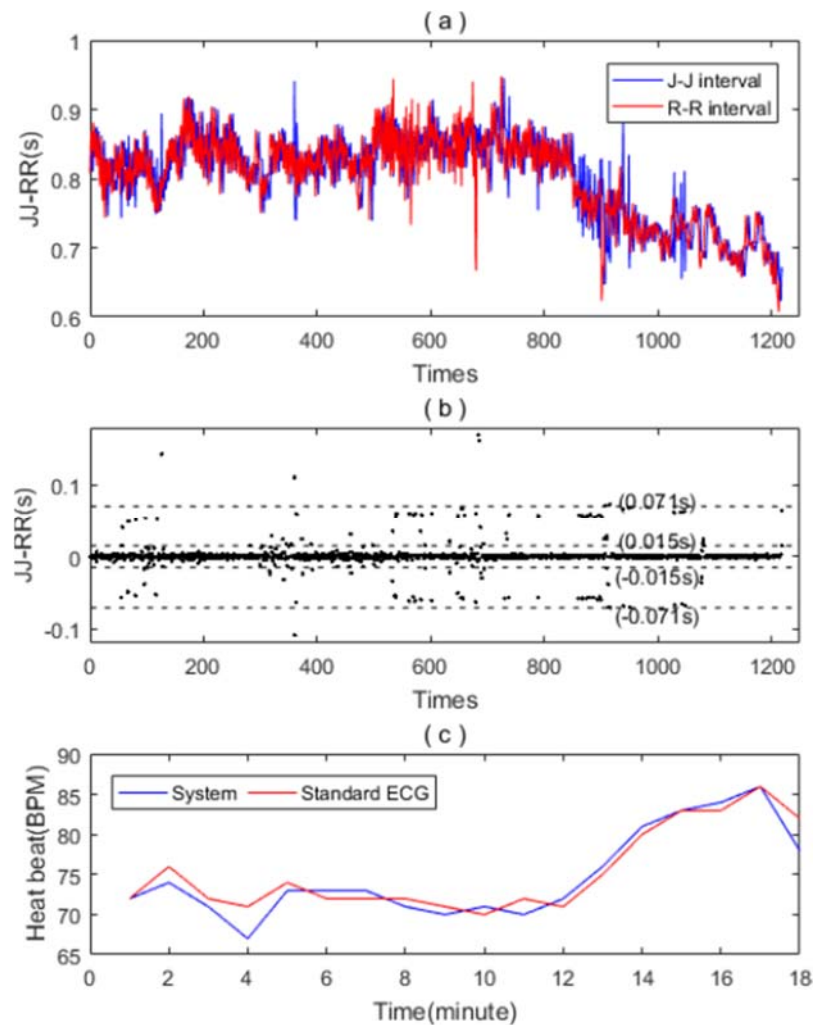 ( a )
1
0.9
0.8
0.7
0.6
JJ-RR(s)
J-J interval
R-R interval
0 200 400 600 800 1000 1200
Times
( b )
0.1
0
-0.1
JJ-RR(s)
(0.071s)
(0.015s)
(-0.015s)
(-0.071s)
0 200 400 600 800 1000 1200
Times
( c )
90
85
80
75
70
65
Heat beat(BPM)
System Standard ECG
0 2 4 6 8 10 12 14 16 18
Time(minute)